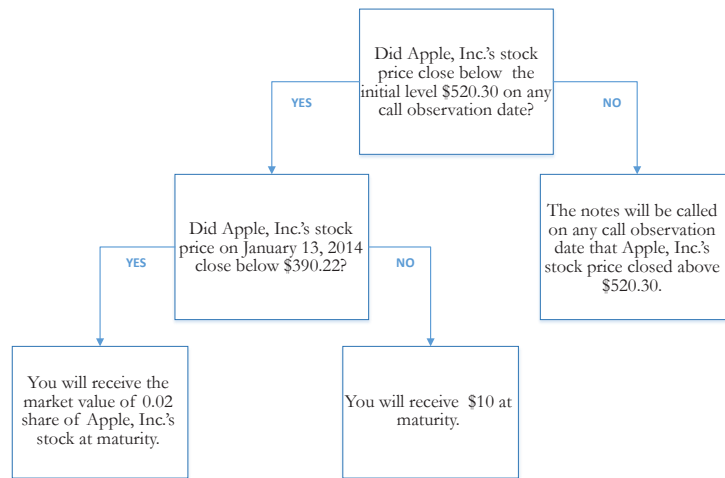 Did Apple, Inc.'s stock
price close below the
initial level $520.30 on any
call observation date?
YES
NO
Did Apple, Inc.'s stock
price on January 13, 2014
close below $390.22?
The notes will be called
on any call observation
date that Apple, Inc.'s
stock price closed above
$520.30.
YES
NO
You will receive the
market value of 0.02
share of Apple, Inc.'s
stock at maturity.
You will receive $10 at
maturity.